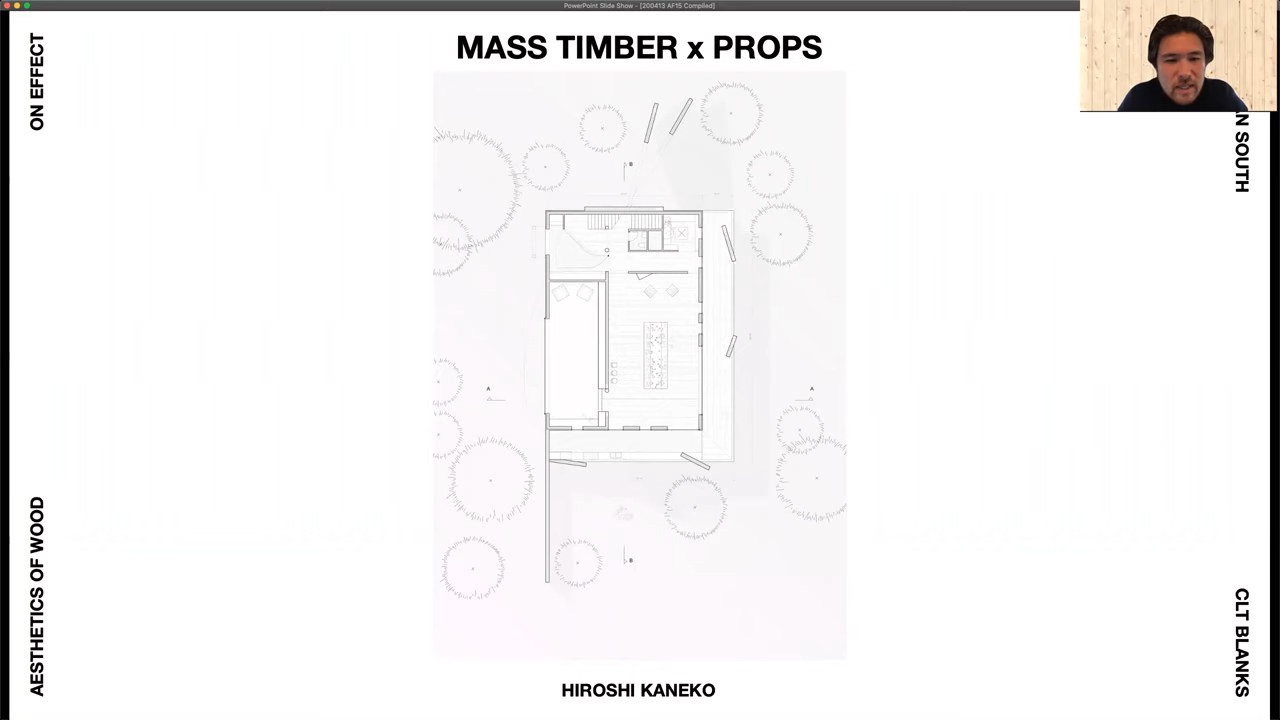 PowerPoint Slide Show - [200413 AF15 Compiled]
ON EFFECT
MASS TIMBER x PROPS
SOUTH
B
A
A
B
AESTHETICS OF WOOD
CLT BLANKS
HIROSHI KANEKO